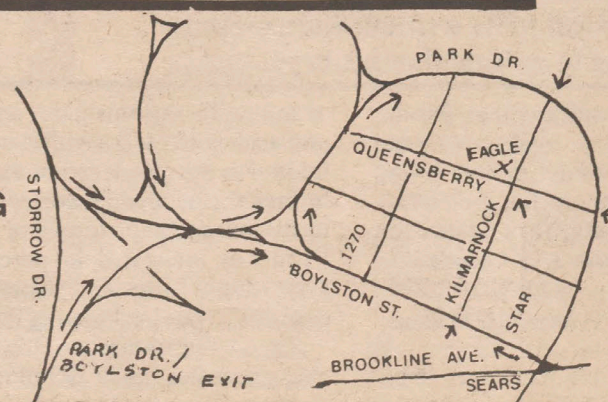 PARK DR.
EAGLE
X
QUEENSBERRY
STORROW DR.
1270
KILMARNOCK
BOYLSTON ST.
STAR
PARK DR./
BOYLSTON EXIT
BROOKLINE AVE.
SEARS